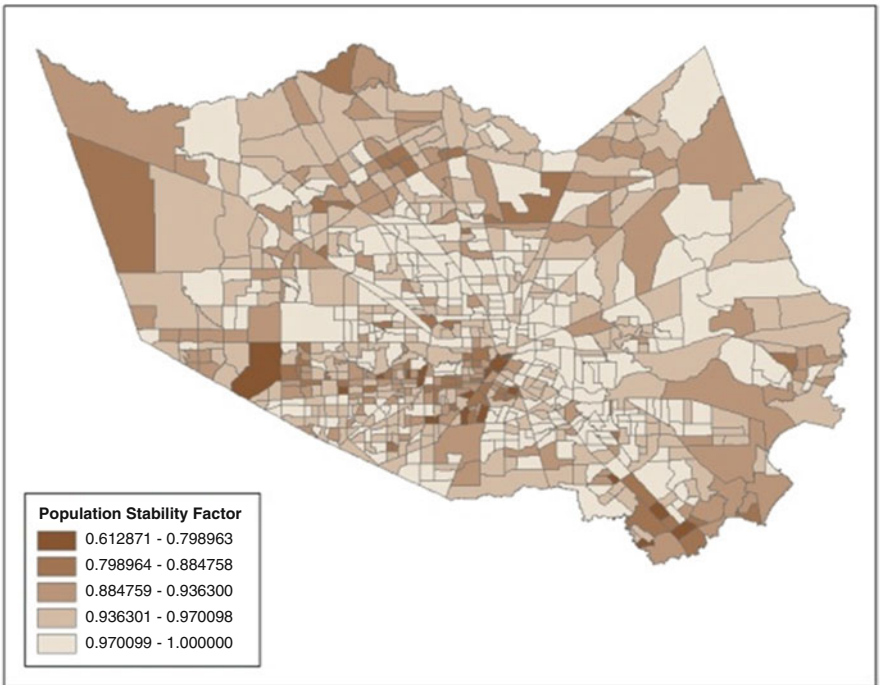 Population Stability Factor
0.612871 - 0.798963
0.798964 - 0.884758
0.884759 - 0.936300
0.936301 - 0.970098
0.970099 - 1.000000